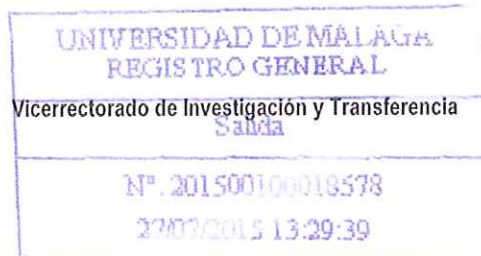 UNIVERSIDAD DE MALAGA
REGISTRO GENERAL
Vicerrectorado de Investigación y Transferencia
Salida
Nº. 201500100018578
27/07/2015 13:29:39